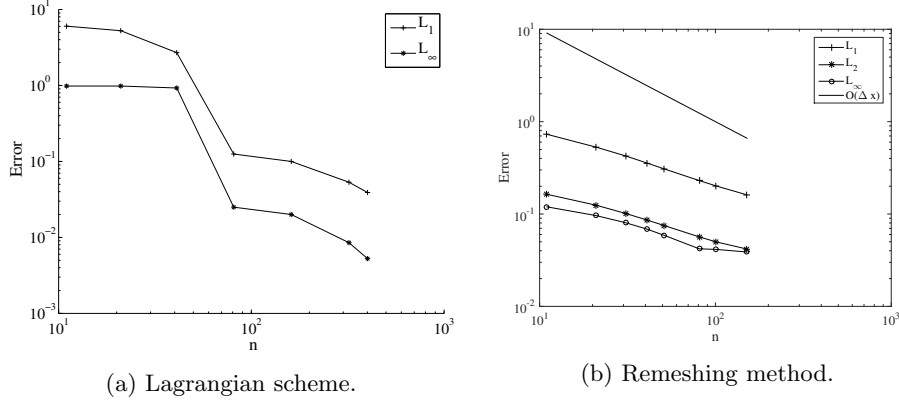 10^1
10^0
10^-1
10^-2
10^-3
Error
10^1
10^2
10^3
n
L_1
L_∞
(a) Lagrangian scheme.
10^1
10^0
10^-1
10^-2
Error
10^1
10^2
10^3
n
L_1
L_2
L_∞
O(Δ x)
(b) Remeshing method.